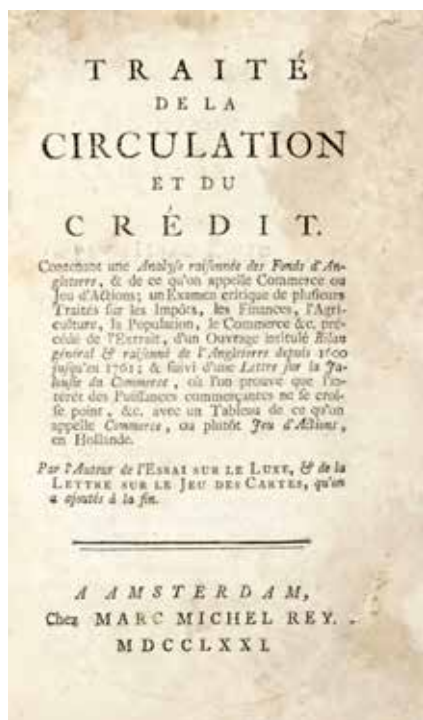 TRAITÉ
DE LA
CIRCULATION
ET DU
CRÉDIT.
Contenant une Analyſe raiſonnée des Fonds d'An-
gleterre, & de ce qu'on appelle Commerce ou
Jeu d'Actions; un Examen critique de pluſieurs
Traités ſur les Impôts, les Finances, l'Agri-
culture, la Population, le Commerce &c. pré-
cédé de l'Extrait, d'un Ouvrage intitulé Bilan
général & raiſonné de l'Angleterre depuis 1600
juſqu'en 1761; & ſuivi d'une Lettre ſur la Ja-
louſie du Commerce, où l'on prouve que l'in-
térêt des Puiſſances commerçantes ne ſe croi-
ſe point, &c. avec un Tableau de ce qu'on
appelle Commerce, ou plutôt Jeu d'Actions,
en Hollande.
Par l'Auteur de l'ESSAI SUR LE LUXE, & de la
LETTRE SUR LE JEU DES CARTES, qu'on
a ajoutés à la fin.
A AMSTERDAM,
Chez MARC MICHEL REY.
MDCCLXXI.